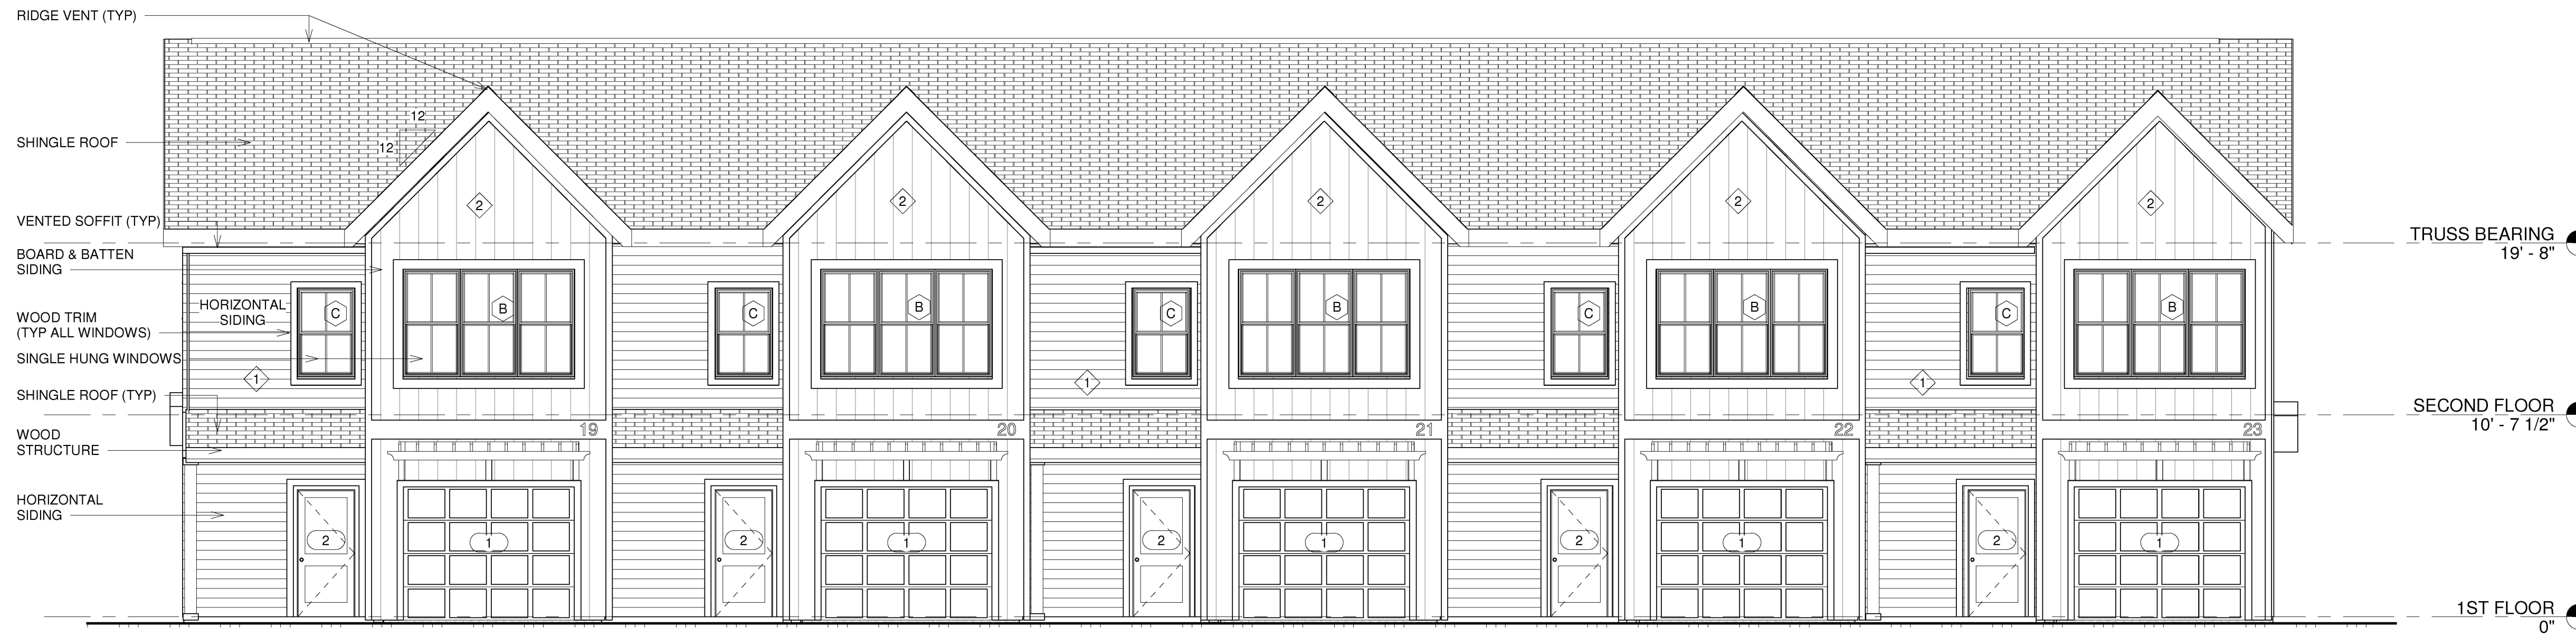 RIDGE VENT (TYP)
12
12
SHINGLE ROOF
2
2
2
2
2
VENTED SOFFIT (TYP)
TRUSS BEARING
19' - 8"
BOARD & BATTEN
SIDING
HORIZONTAL
SIDING
C
B
C
B
C
B
C
B
C
B
WOOD TRIM
(TYP ALL WINDOWS)
SINGLE HUNG WINDOWS
1
1
1
SHINGLE ROOF (TYP)
SECOND FLOOR
10' - 7 1/2"
19
20
21
22
23
WOOD
STRUCTURE
HORIZONTAL
SIDING
2
1
2
1
2
1
2
1
2
1
1ST FLOOR
0"